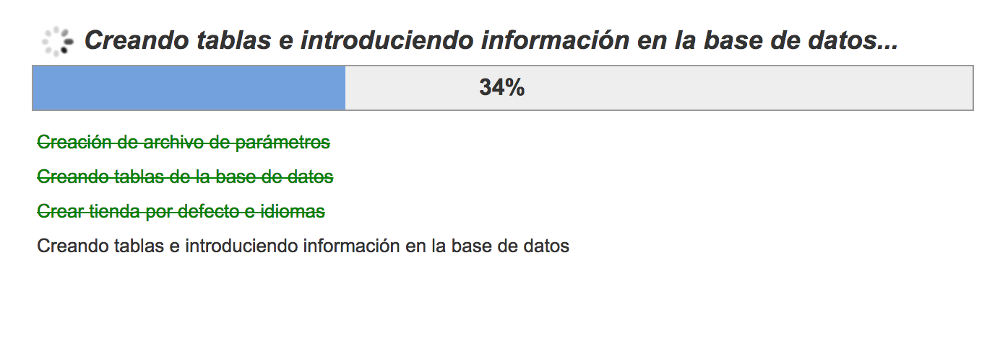 Creando tablas e introduciendo información en la base de datos...
34%
Creación de archivo de parámetros
Creando tablas de la base de datos
Crear tienda por defecto e idiomas
Creando tablas e introduciendo información en la base de datos